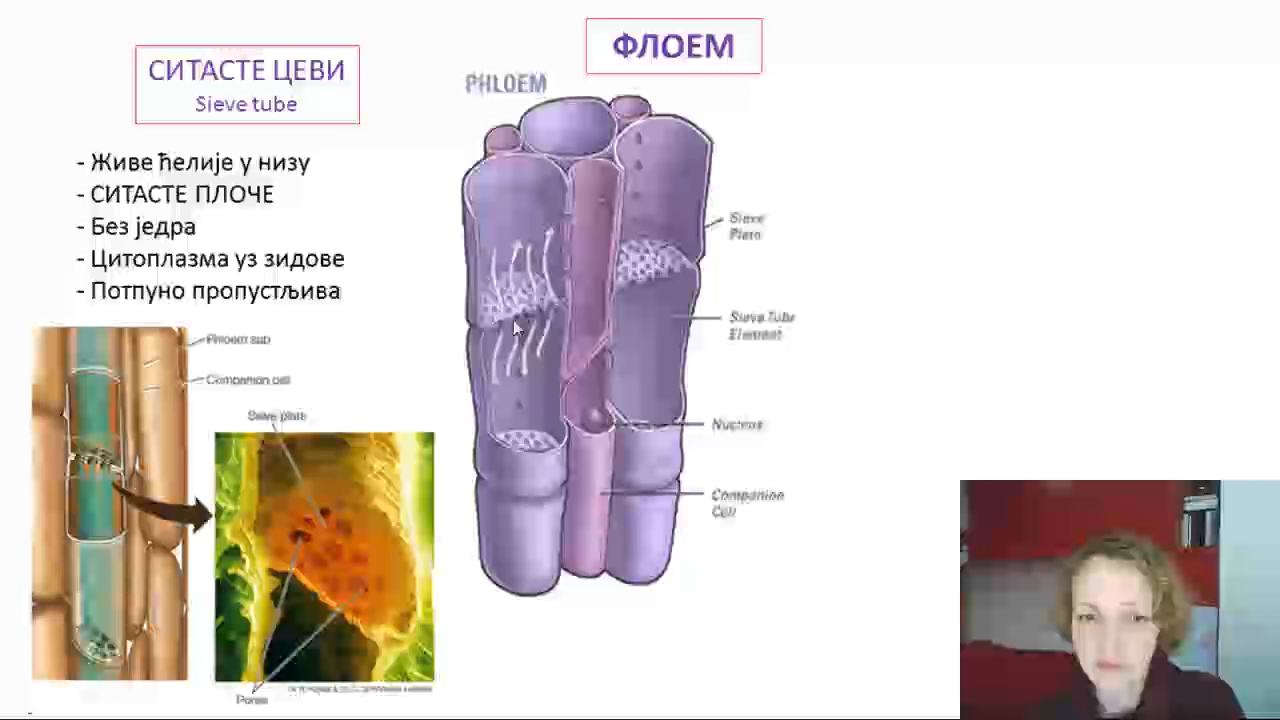 ФЛОЕМ
СИТАСТЕ ЦЕВИ
Sieve tube
- Живе ћелије у низу
- СИТАСТЕ ПЛОЧЕ
- Без једра
- Цитоплазма уз зидове
- Потпуно пропустљива
PHLOEM
Sieve
Plate
Sieve Tube
Element
Nucleus
Companion
Cell
Phloem sap
Companion cell
Sieve plate
Pores